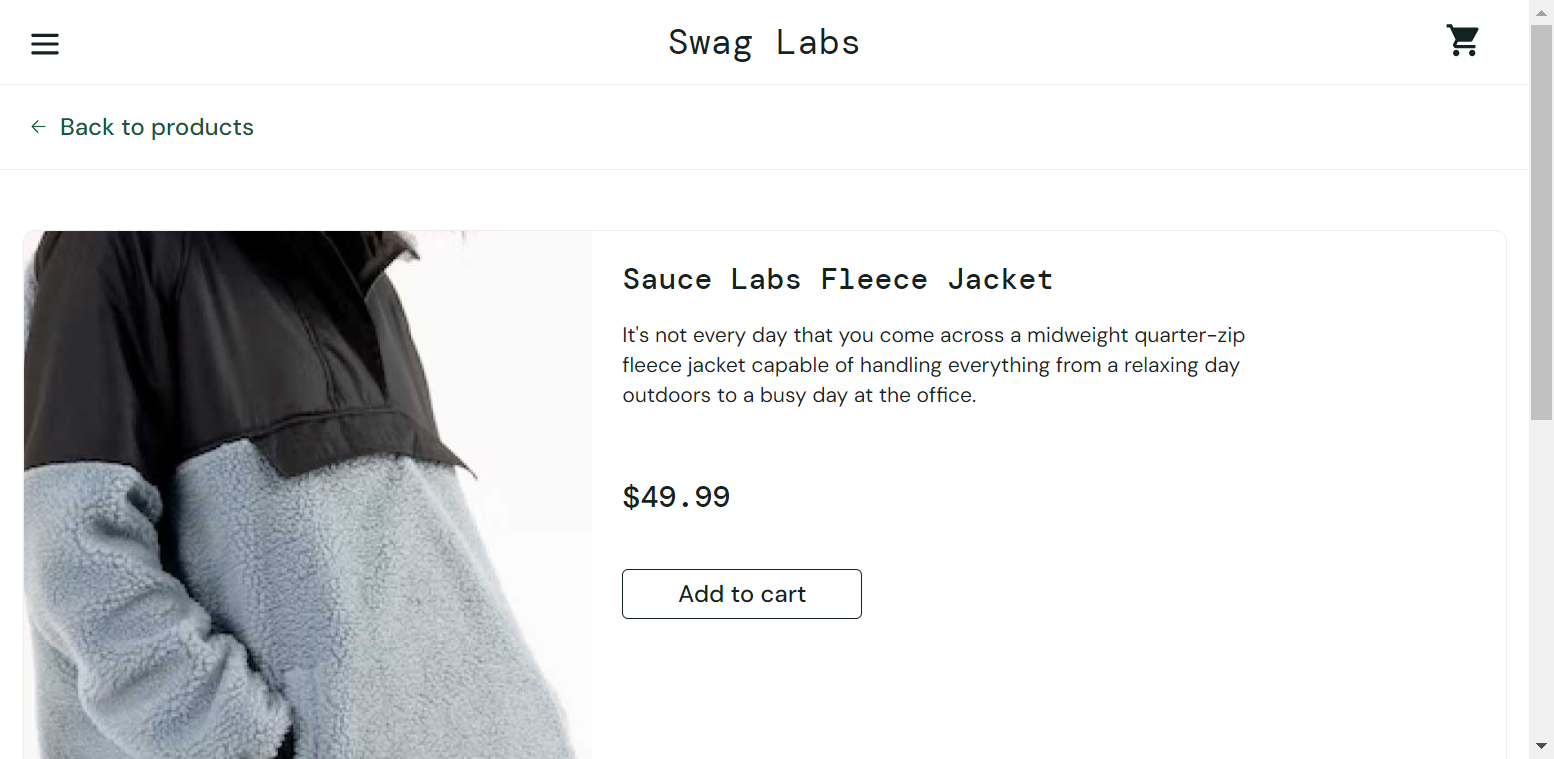 Swag Labs
Back to products
Sauce Labs Fleece Jacket
It's not every day that you come across a midweight quarter-zip
fleece jacket capable of handling everything from a relaxing day
outdoors to a busy day at the office.
$49.99
Add to cart